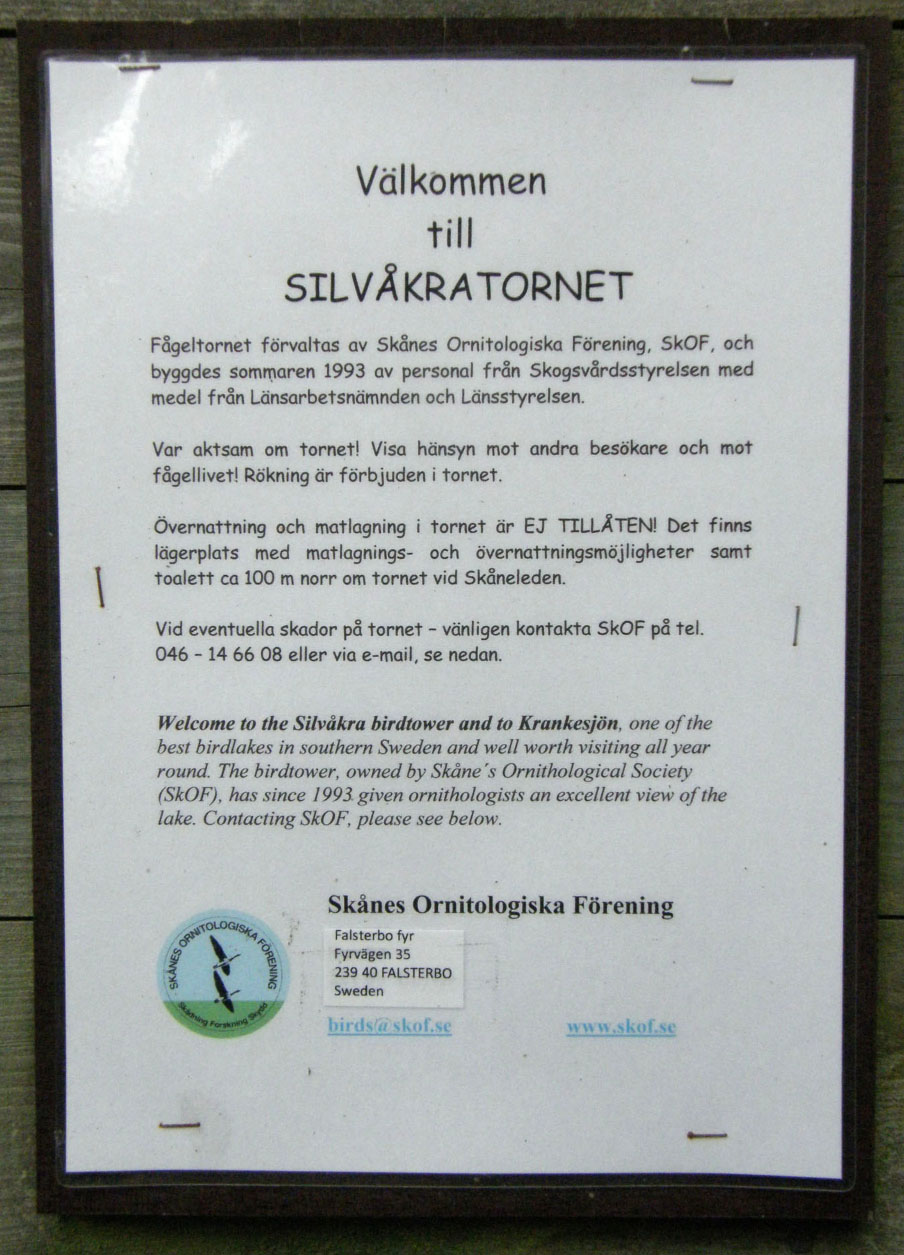 Välkommen
till
SILVÅKRATORNET
Fågeltornet förvaltas av Skånes Ornitologiska Förening, SkOF, och
byggdes sommaren 1993 av personal från Skogsvårdsstyrelsen med
medel från Länsarbetsnämnden och Länsstyrelsen.
Var aktsam om tornet! Visa hänsyn mot andra besökare och mot
fågellivet! Rökning är förbjuden i tornet.
Övernattning och matlagning i tornet är EJ TILLÅTEN! Det finns
lägerplats med matlagnings- och övernattningsmöjligheter samt
toalett ca 100 m norr om tornet vid Skåneleden.
Vid eventuella skador på tornet – vänligen kontakta SkOF på tel.
046 – 14 66 08 eller via e-mail, se nedan.
Welcome to the Silvåkra birdtower and to Krankesjön, one of the
best birdlakes in southern Sweden and well worth visiting all year
round. The birdtower, owned by Skåne´s Ornithological Society
(SkOF), has since 1993 given ornithologists an excellent view of the
lake. Contacting SkOF, please see below.
SKÅNES ORNITOLOGISKA FÖRENING
Skådning Forskning Skydd
Skånes Ornitologiska Förening
Falsterbo fyr
Fyrvägen 35
239 40 FALSTERBO
Sweden
birds@skof.se www.skof.se